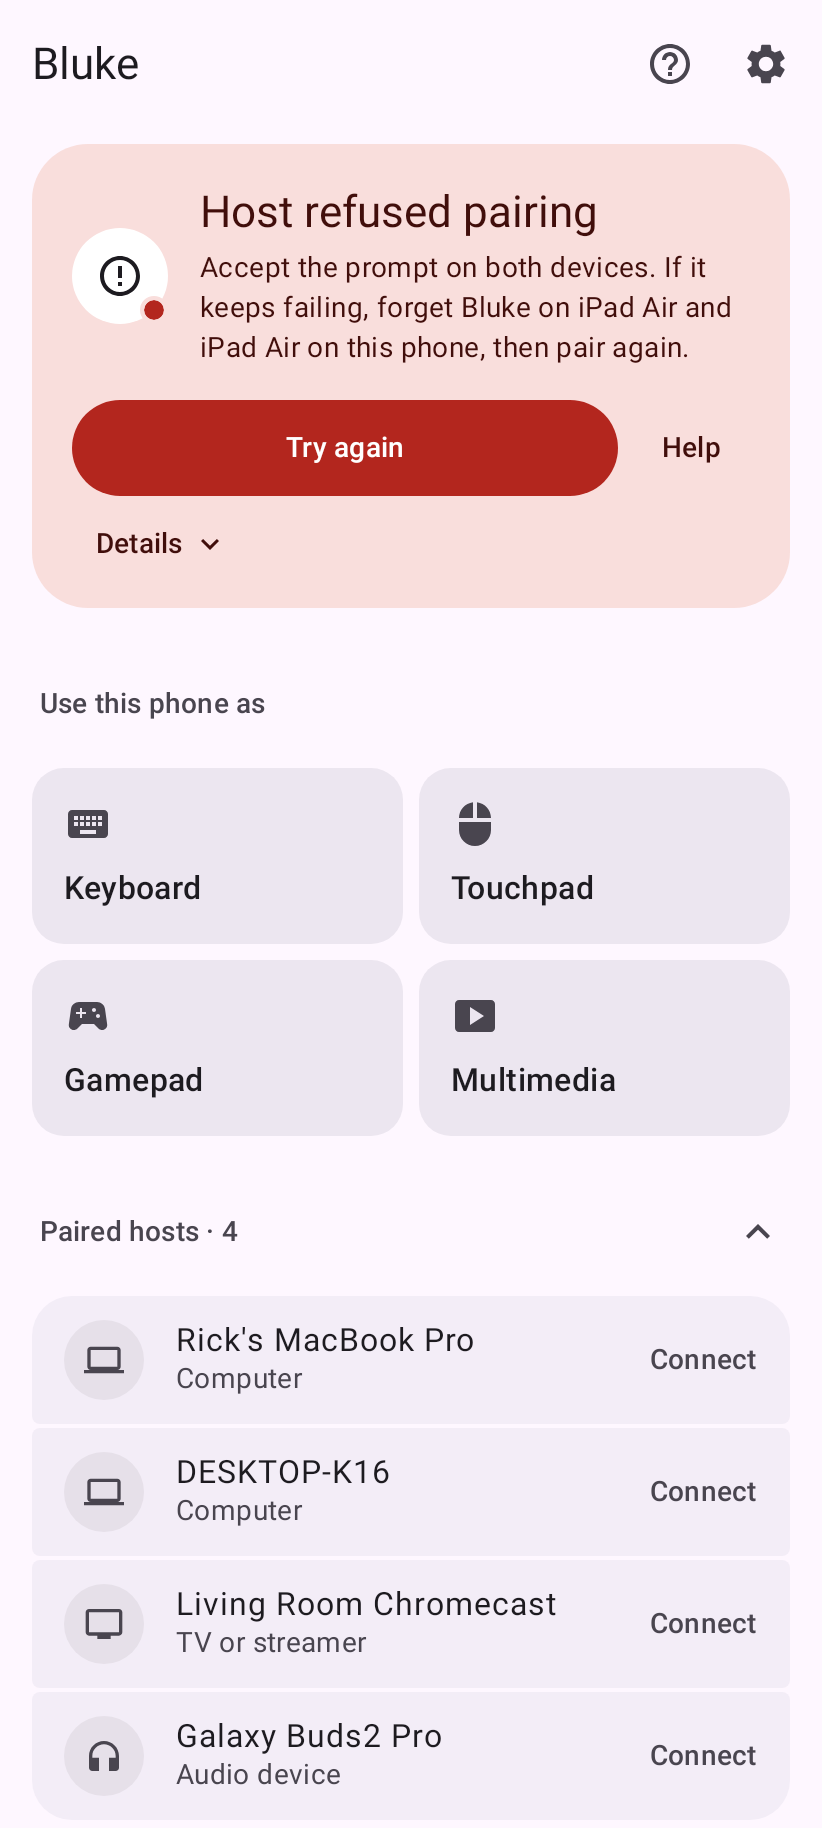 Bluke
Host refused pairing
Accept the prompt on both devices. If it
keeps failing, forget Bluke on iPad Air and
iPad Air on this phone, then pair again.
Try again
Help
Details
Use this phone as
Keyboard
Touchpad
Gamepad
Multimedia
Paired hosts · 4
Rick's MacBook Pro
Computer
Connect
DESKTOP-K16
Computer
Connect
Living Room Chromecast
TV or streamer
Connect
Galaxy Buds2 Pro
Audio device
Connect